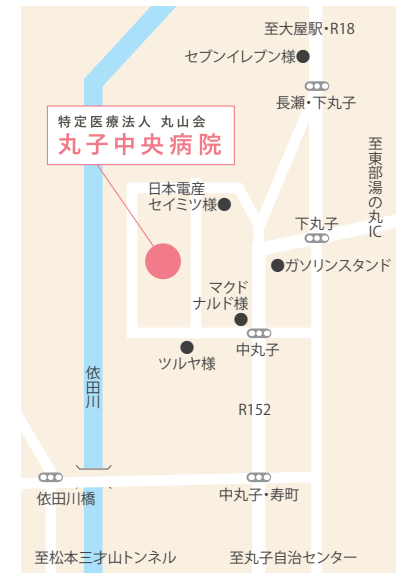 至大屋駅・R18
セブンイレブン様
長瀬・下丸子
特定医療法人 丸山会
丸子中央病院
至東部湯の丸IC
日本電産
セイミツ様
下丸子
ガソリンスタンド
マクド
ナルド様
中丸子
ツルヤ様
依田川
R152
依田川橋
中丸子・寿町
至松本三才山トンネル
至丸子自治センター